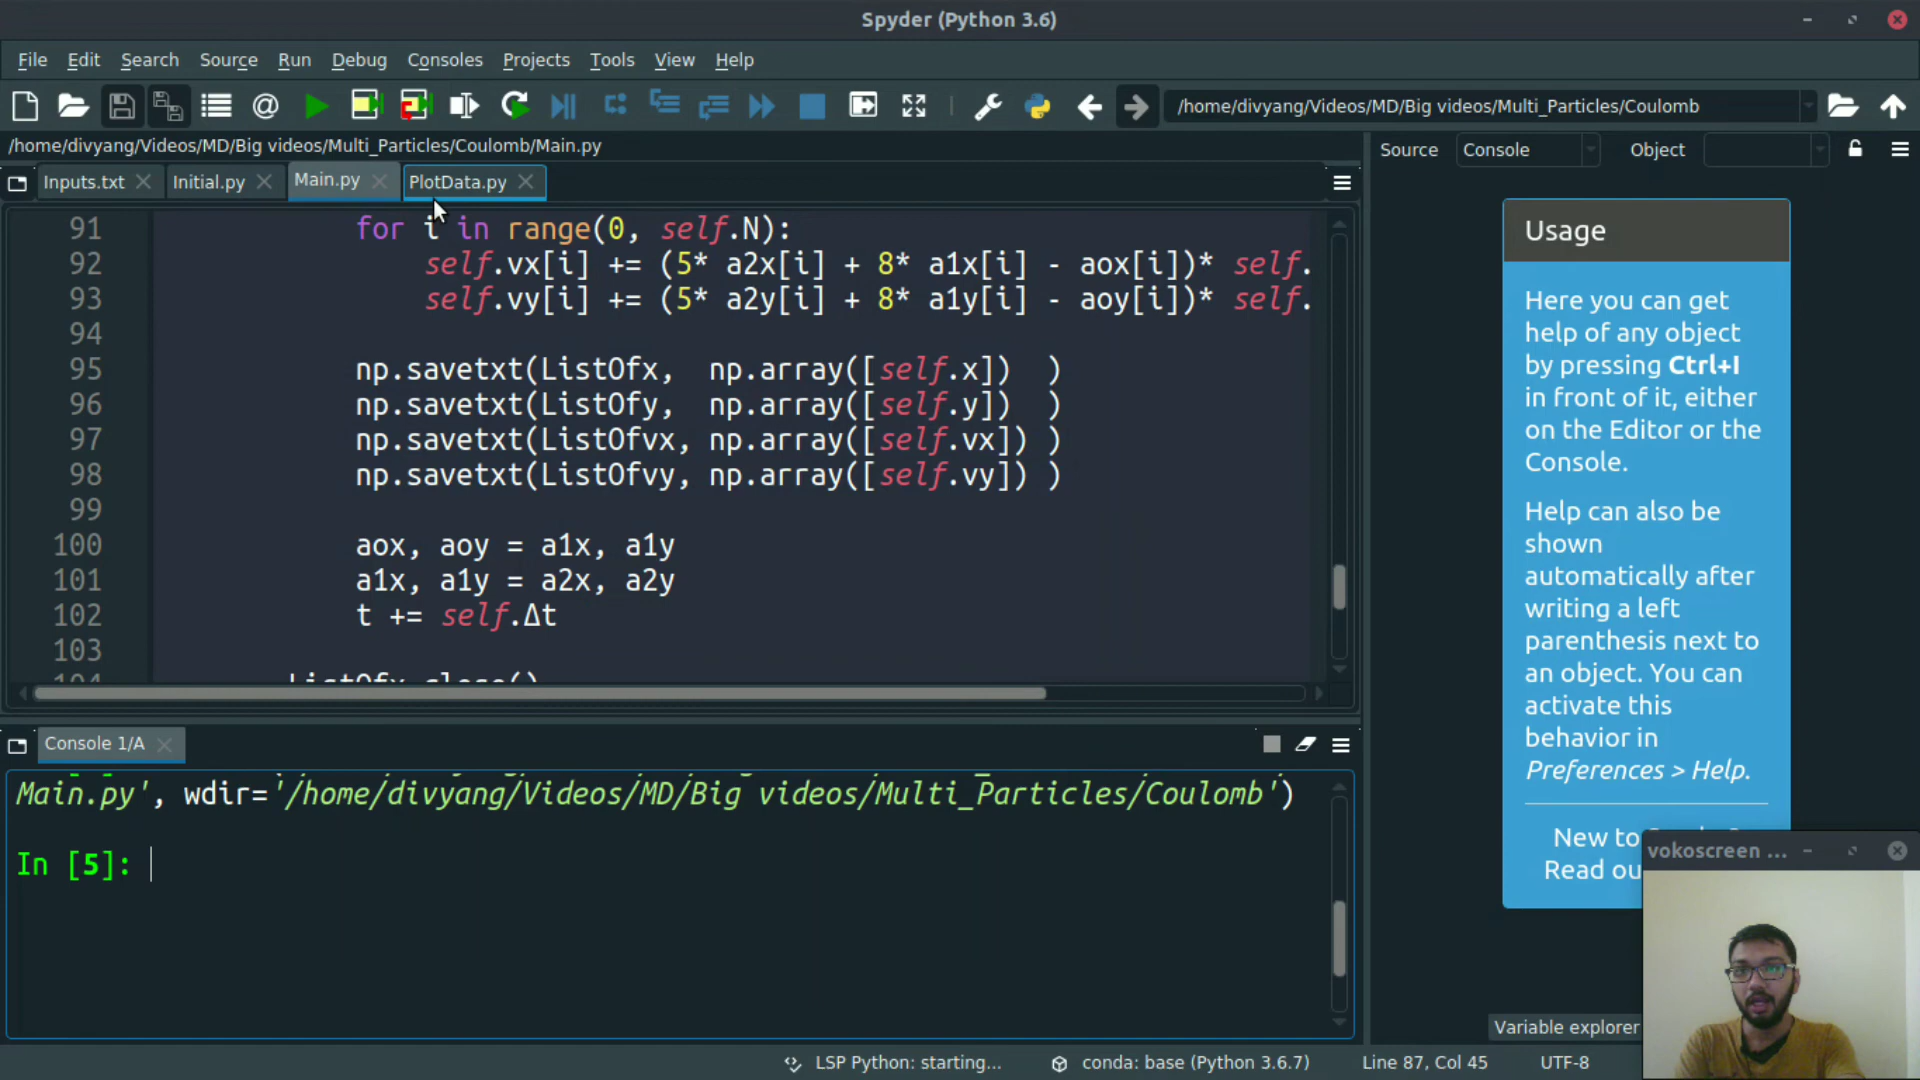 Spyder (Python 3.6)
File Edit Search Source Run Debug Consoles Projects Tools View Help
/home/divyang/Videos/MD/Big videos/Multi_Particles/Coulomb
/home/divyang/Videos/MD/Big videos/Multi_Particles/Coulomb/Main.py
Source Console Object
Inputs.txt Initial.py Main.py PlotData.py
91 for i in range(0, self.N):
92 self.vx[i] += (5* a2x[i] + 8* a1x[i] - aox[i])* self.
93 self.vy[i] += (5* a2y[i] + 8* a1y[i] - aoy[i])* self.
94
95 np.savetxt(ListOfx, np.array([self.x]) )
96 np.savetxt(ListOfy, np.array([self.y]) )
97 np.savetxt(ListOfvx, np.array([self.vx]) )
98 np.savetxt(ListOfvy, np.array([self.vy]) )
99
100 aox, aoy = a1x, a1y
101 a1x, a1y = a2x, a2y
102 t += self.Δt
103
104 ListOfx.close()
Usage
Here you can get
help of any object
by pressing Ctrl+I
in front of it, either
on the Editor or the
Console.
Help can also be
shown
automatically after
writing a left
parenthesis next to
an object. You can
activate this
behavior in
Preferences > Help.
New to
Read ou
Console 1/A
Main.py', wdir='/home/divyang/Videos/MD/Big videos/Multi_Particles/Coulomb')
In [5]:
vokoscreen ...
Variable explorer
LSP Python: starting... conda: base (Python 3.6.7) Line 87, Col 45 UTF-8